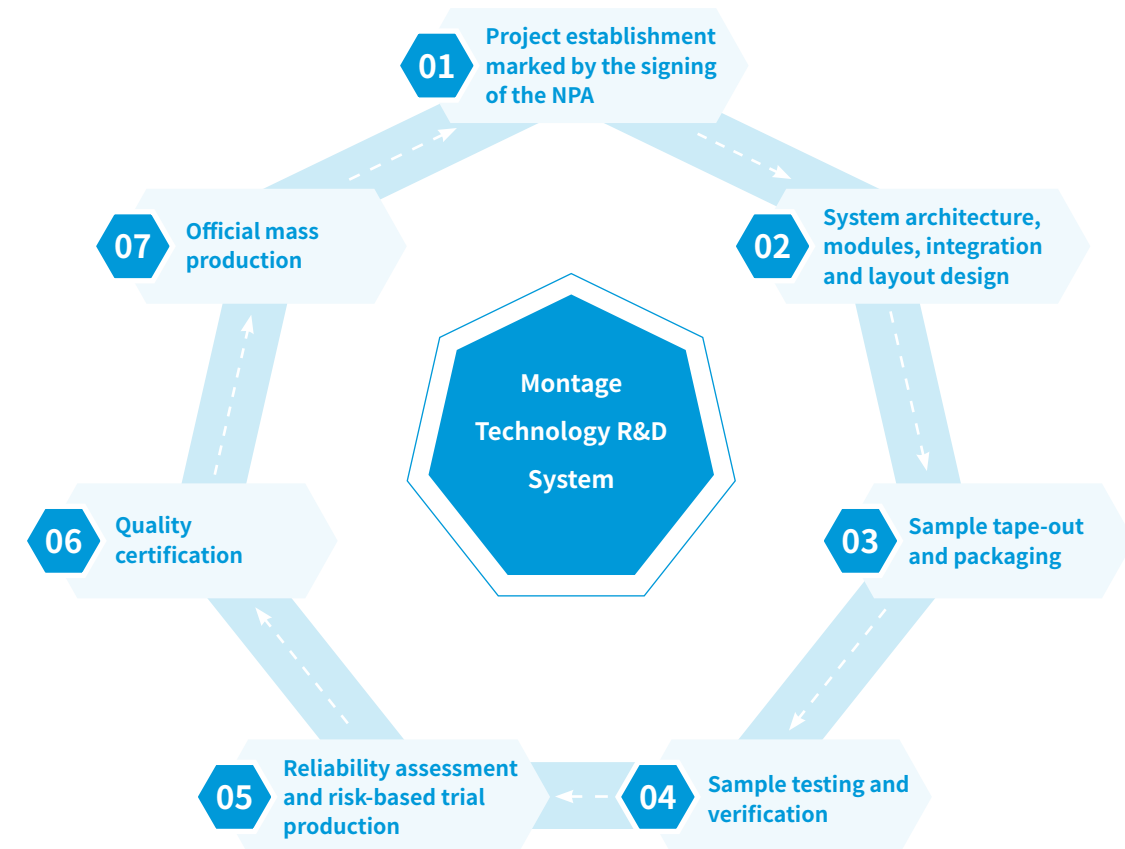 01
Project establishment
marked by the signing
of the NPA
02
System architecture,
modules, integration
and layout design
03
Sample tape-out
and packaging
04
Sample testing and
verification
05
Reliability assessment
and risk-based trial
production
06
Quality
certification
07
Official mass
production
Montage
Technology R&D
System